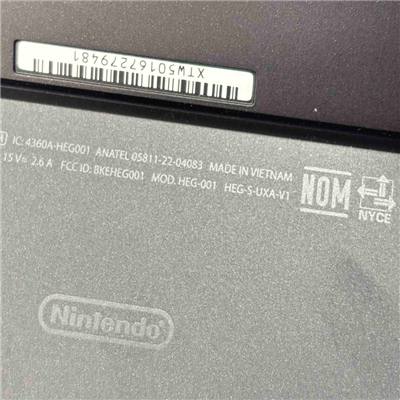 XTW50167279481
IC: 4360A-HEG001 ANATEL 05811-22-04083 MADE IN VIETNAM
15 V⎓ 2.6 A FCC ID: BKEHEG001 MOD. HEG-001 HEG-S-UXA-V1
NOM
NYCE
Nintendo